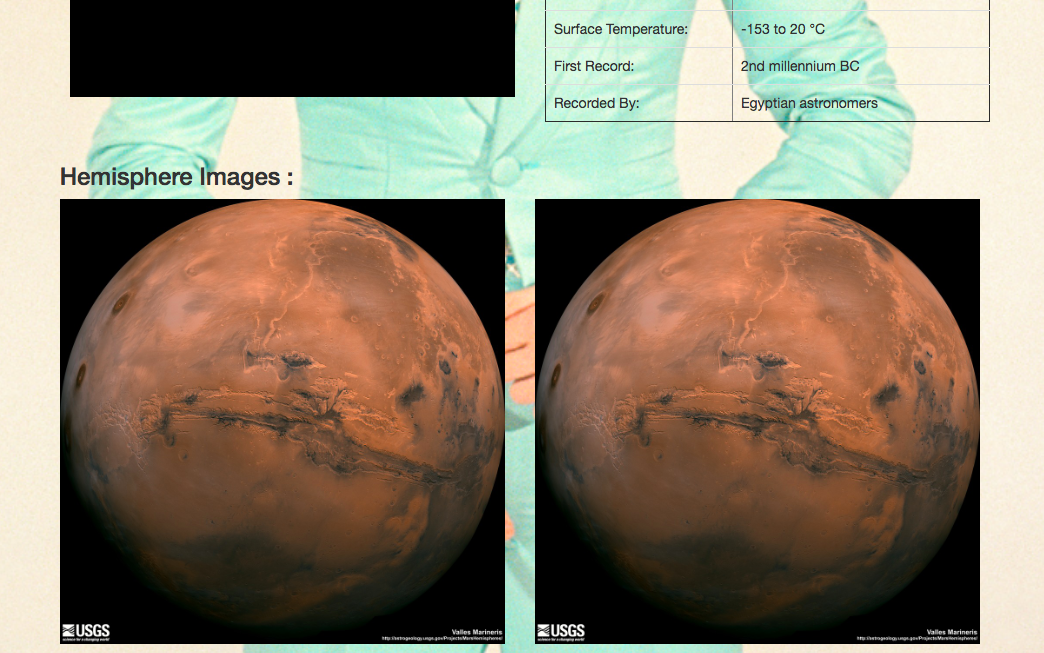 Surface Temperature: -153 to 20 °C
First Record: 2nd millennium BC
Recorded By: Egyptian astronomers
Hemisphere Images :
USGS
science for a changing world
Valles Marineris
http://astrogeology.usgs.gov/Projects/MarsHemispheres/
USGS
science for a changing world
Valles Marineris
http://astrogeology.usgs.gov/Projects/MarsHemispheres/